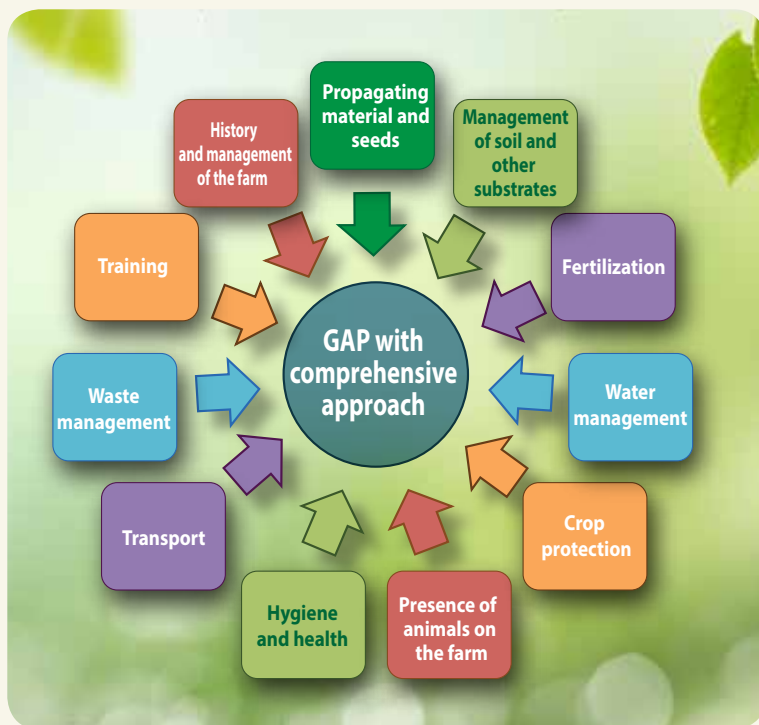 Propagating
material and
seeds
Management
of soil and
other
substrates
Fertilization
Water
management
Crop
protection
Presence of
animals on
the farm
Hygiene
and health
Transport
Waste
management
Training
History
and management
of the farm
GAP with
comprehensive
approach